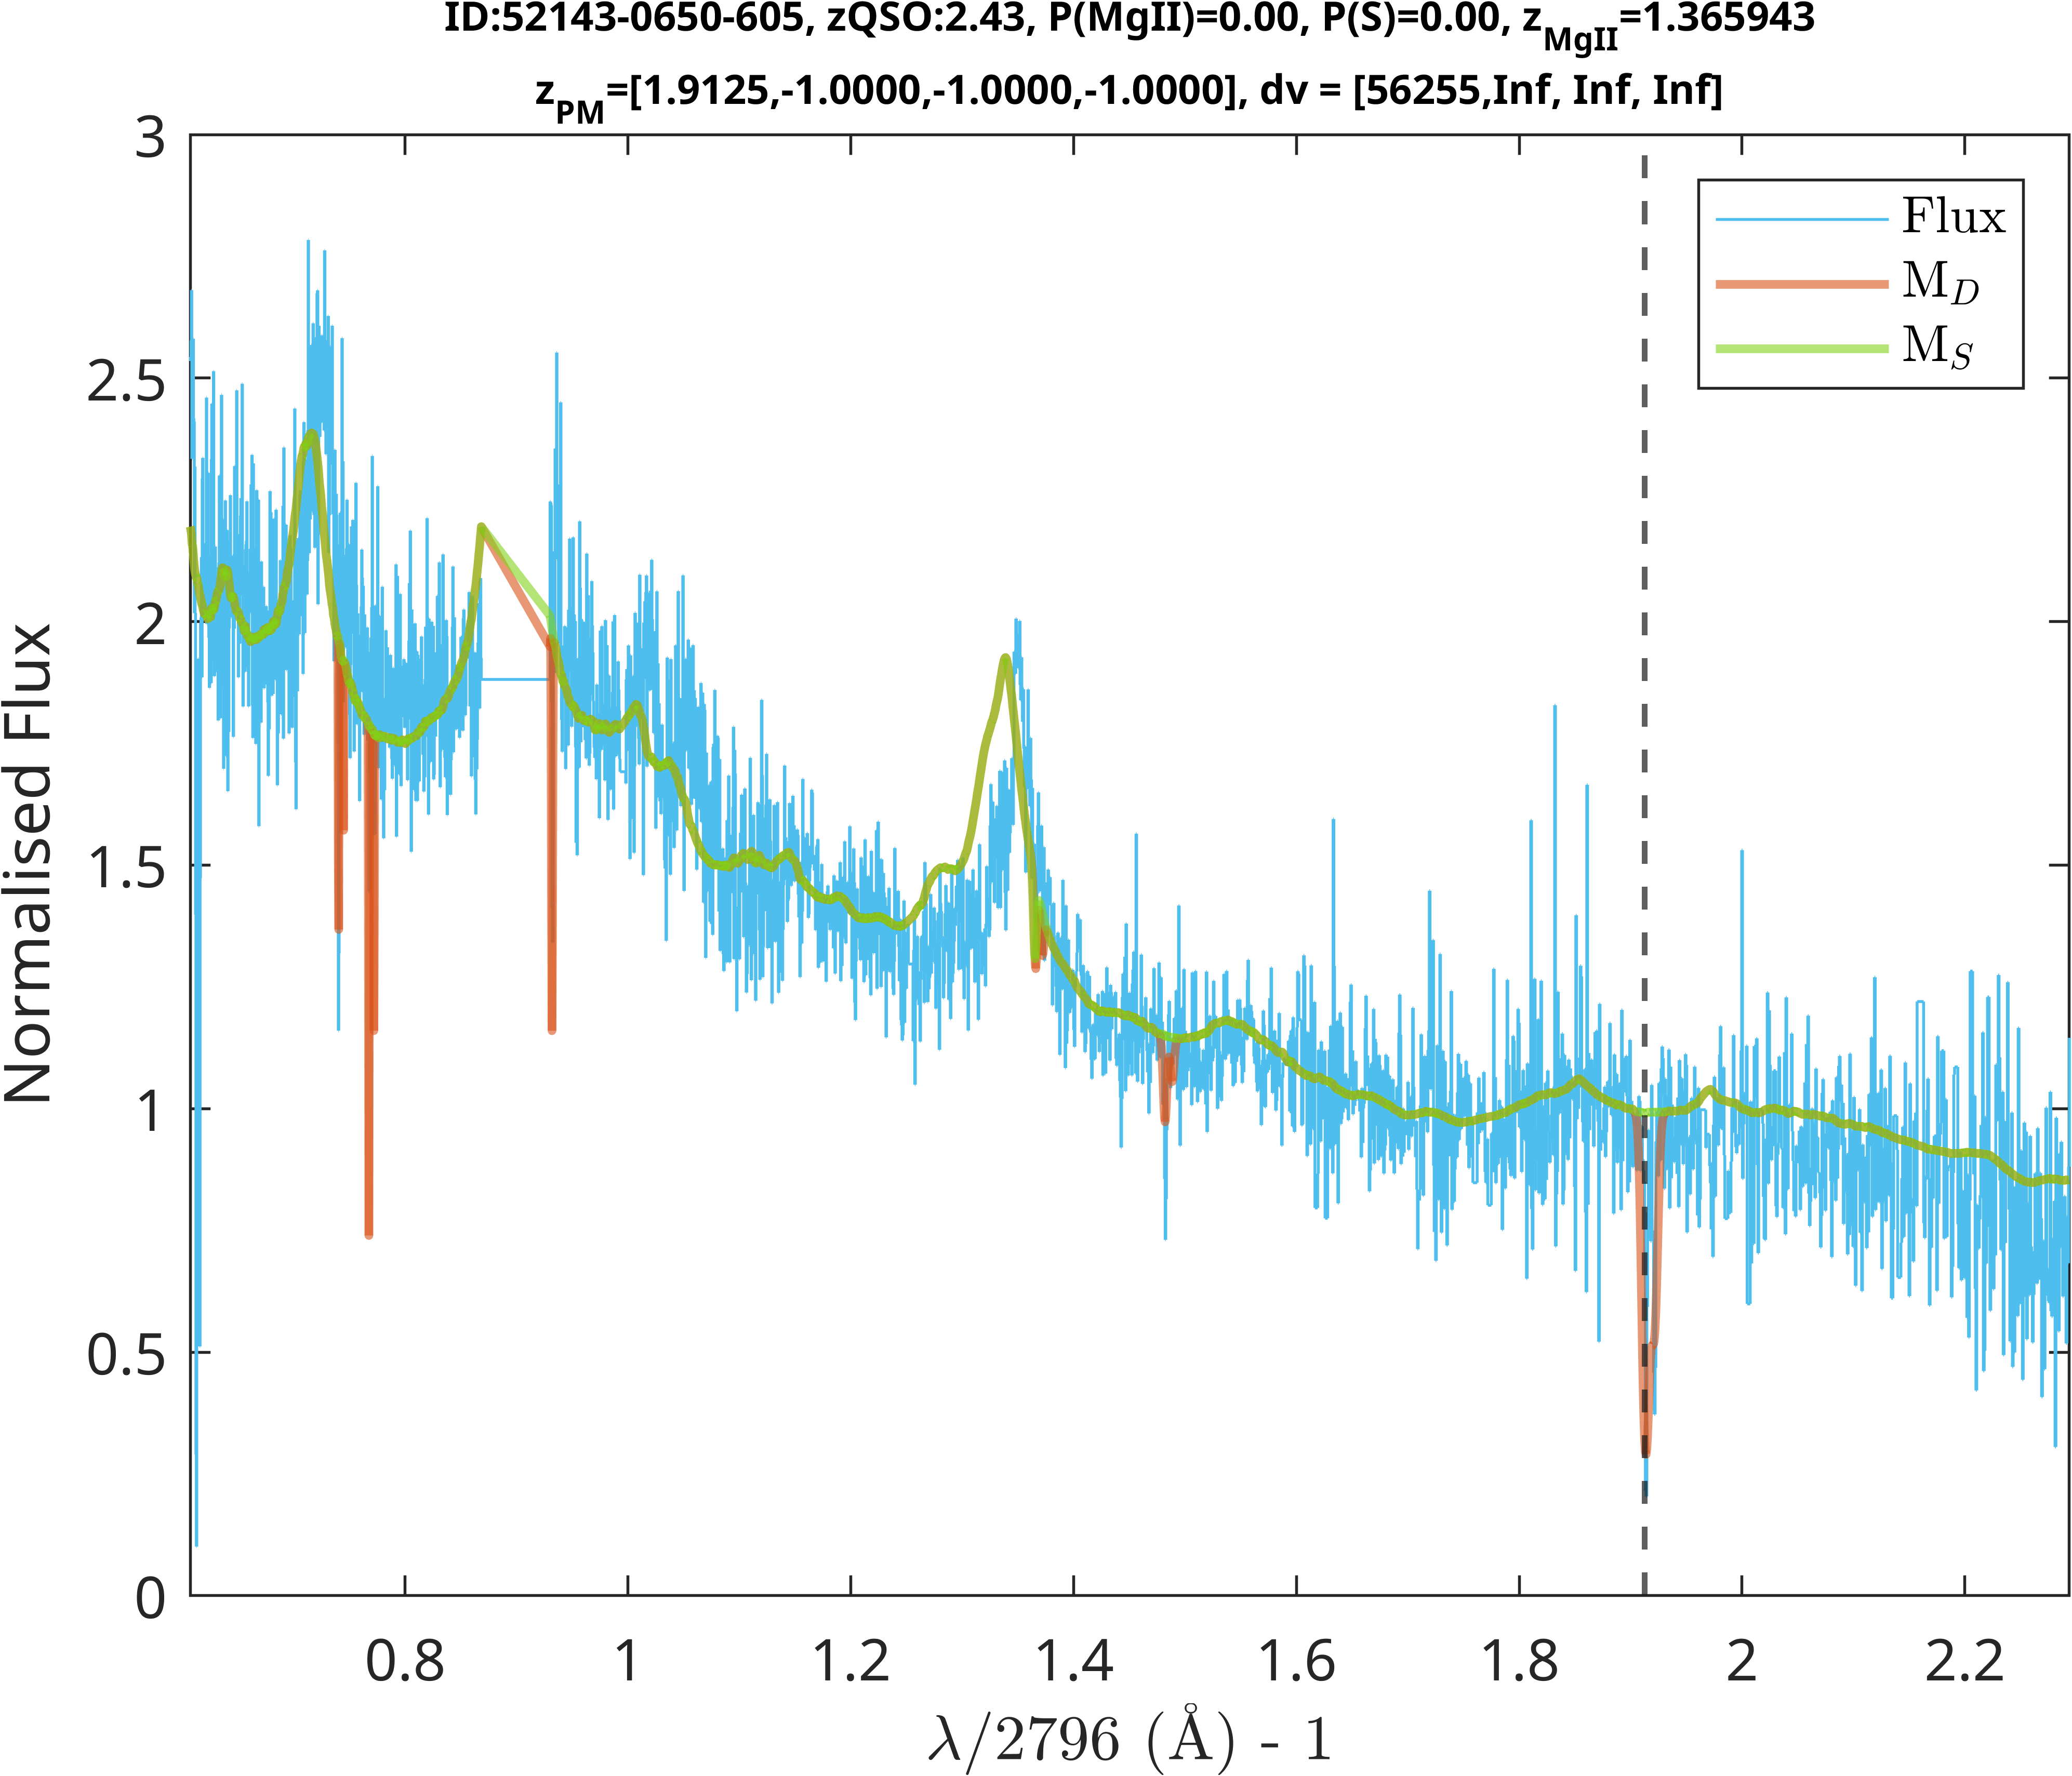 ID:52143-0650-605, zQSO:2.43, P(MgII)=0.00, P(S)=0.00, zMgII=1.365943
zPM=[1.9125,-1.0000,-1.0000,-1.0000], dv = [56255,Inf, Inf, Inf]
3
2.5
2
1.5
1
0.5
0
Normalised Flux
Flux
MD
MS
0.8
1
1.2
1.4
1.6
1.8
2
2.2
λ/2796 (Å) - 1